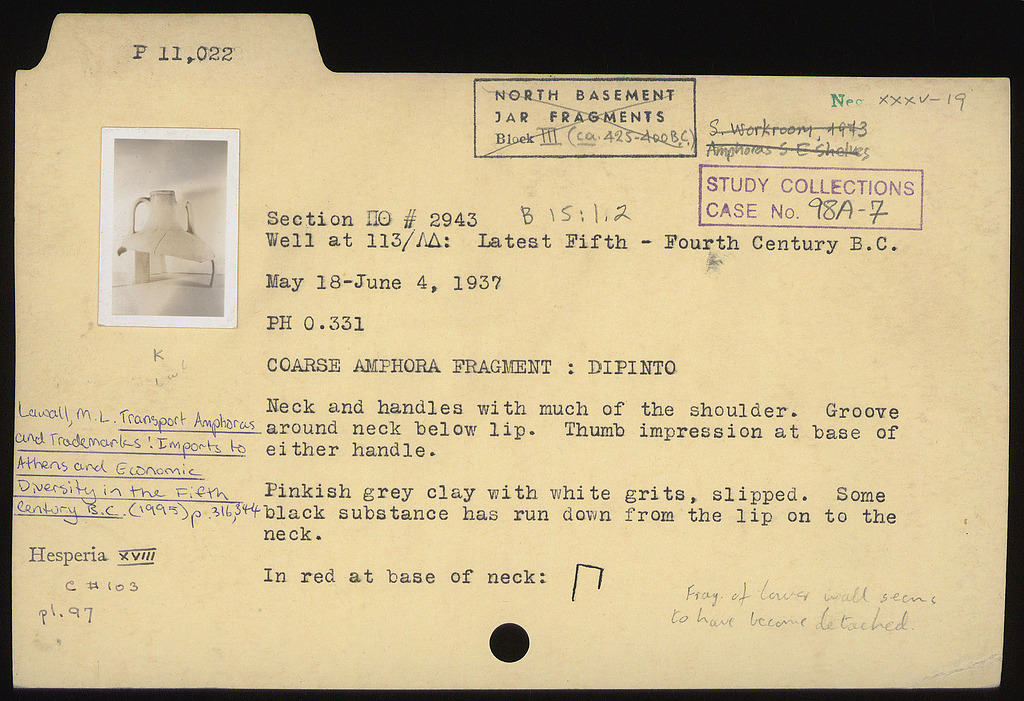 P 11,022
NORTH BASEMENT
JAR FRAGMENTS
Block III (ca. 425-400 B.C.)
Neg XXXV-19
S. Workroom, 1943
Amphoras S E Shelves
STUDY COLLECTIONS
CASE No. 98A-7
Section ΠΘ # 2943 B 15:1.2
Well at 113/ΛΔ: Latest Fifth - Fourth Century B.C.
May 18-June 4, 1937
PH 0.331
COARSE AMPHORA FRAGMENT : DIPINTO
Neck and handles with much of the shoulder. Groove
around neck below lip. Thumb impression at base of
either handle.
Pinkish grey clay with white grits, slipped. Some
black substance has run down from the lip on to the
neck.
In red at base of neck: Π
K
Lawall, M.L. Transport Amphoras
and Trademarks: Imports to
Athens and Economic
Diversity in the Fifth
Century B.C. (1995) p.316,344
Hesperia XVIII
C # 103
pl. 97
Frag. of lower wall seems
to have become detached.